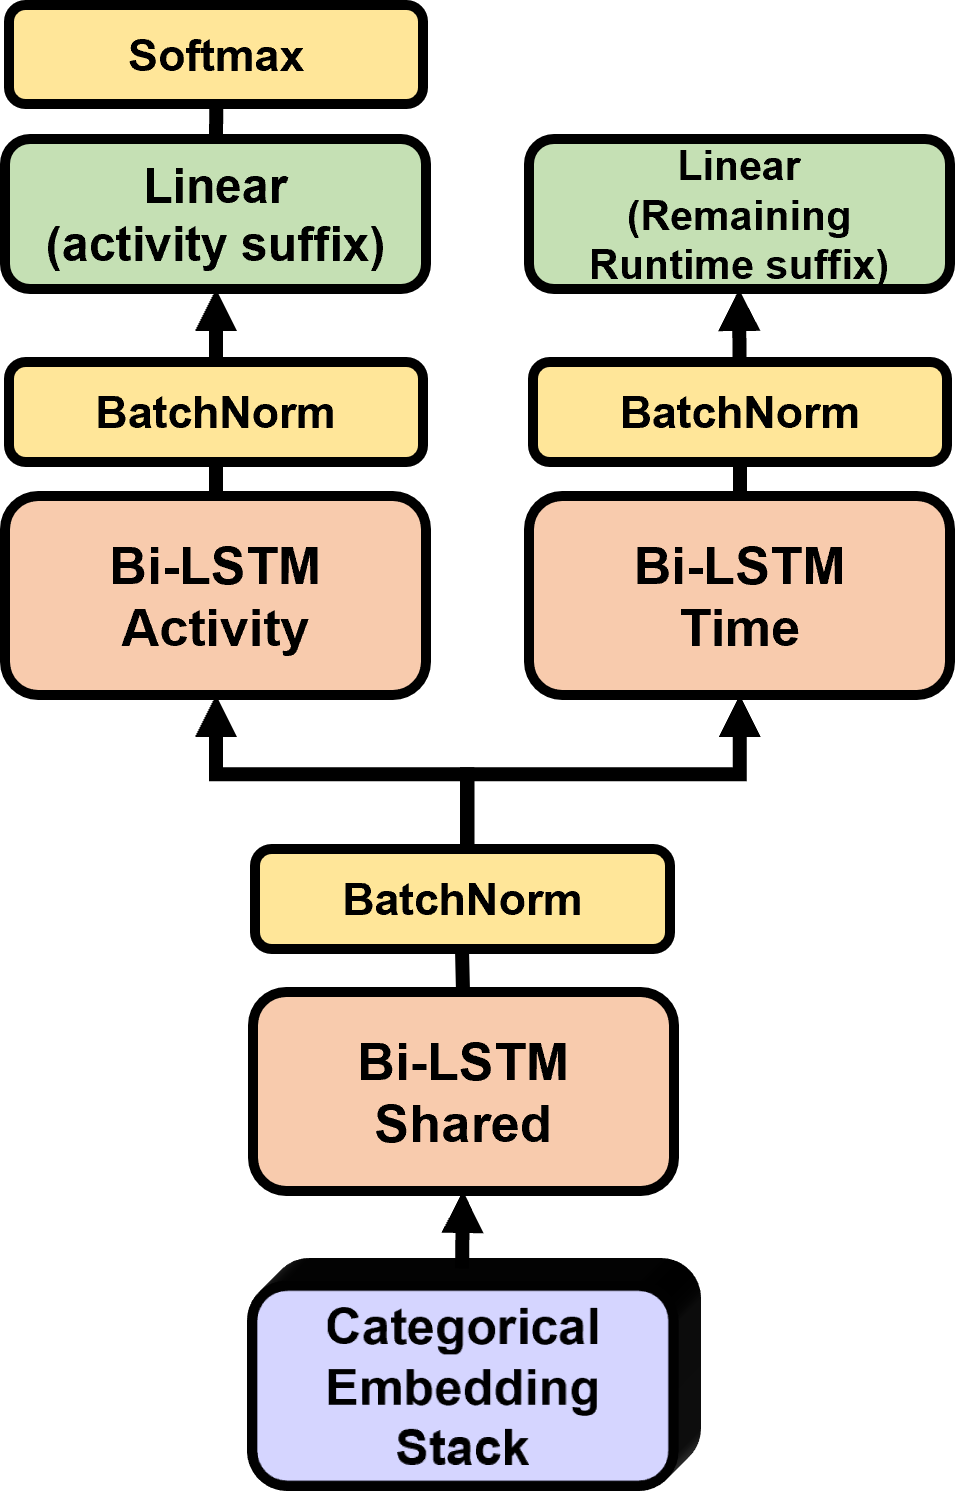 Softmax
Linear
(activity suffix)
Linear
(Remaining
Runtime suffix)
BatchNorm
BatchNorm
Bi-LSTM
Activity
Bi-LSTM
Time
BatchNorm
Bi-LSTM
Shared
Categorical
Embedding
Stack